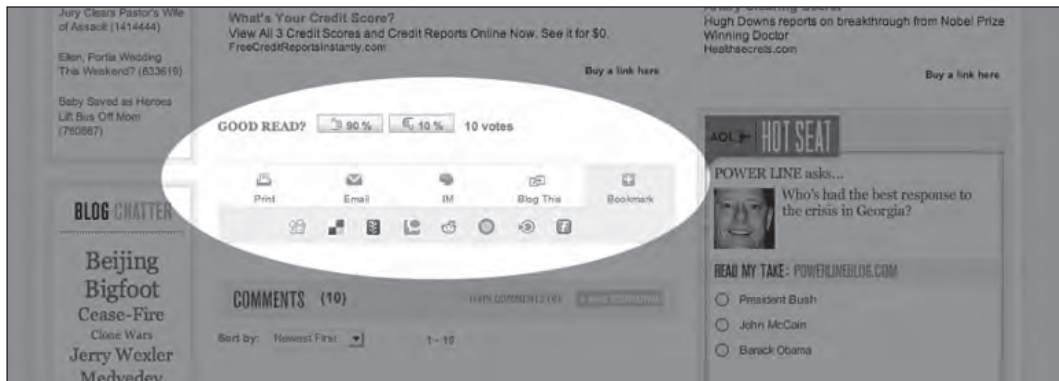 Jury Clears Pastor's Wife
of Assault (1414444)
Ellen, Portia Wedding
This Weekend? (833619)
Baby Saved as Heroes
Lift Bus Off Mom
(760887)
BLOG CHATTER
Beijing
Bigfoot
Cease-Fire
Clone Wars
Jerry Wexler
Medvedev
What's Your Credit Score?
View All 3 Credit Scores and Credit Reports Online Now. See it for $0.
FreeCreditReportsInstantly.com
Buy a link here
GOOD READ? 90 % 10 % 10 votes
Print Email IM Blog This Bookmark
COMMENTS (10)
Sort by: Newest First 1 - 10
Hugh Downs reports on breakthrough from Nobel Prize
Winning Doctor
Healthsecrets.com
Buy a link here
AOL HOT SEAT
POWER LINE asks...
Who's had the best response to
the crisis in Georgia?
READ MY TAKE: POWERLINEBLOG.COM
President Bush
John McCain
Barack Obama